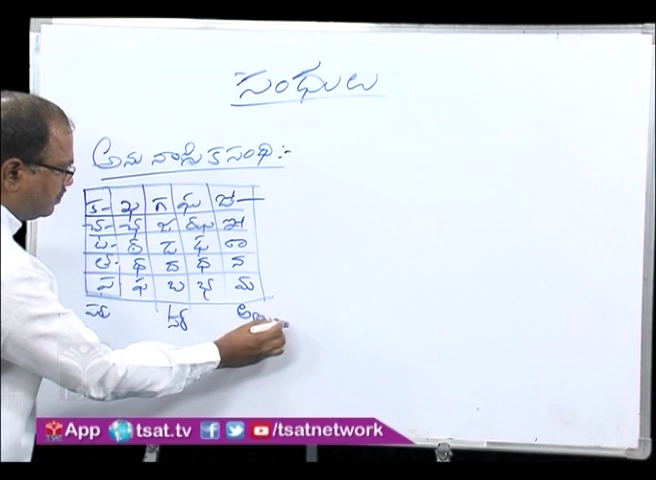 సంధులు
అనునాసిక సంధి :-
క- ఖ గ ఘ ఙ
చ- ఛ జ ఝ ఞ
ట- ఠ డ ఢ ణ
త- థ ద ధ న
ప ఫ బ భ మ
App tsat.tv /tsatnetwork